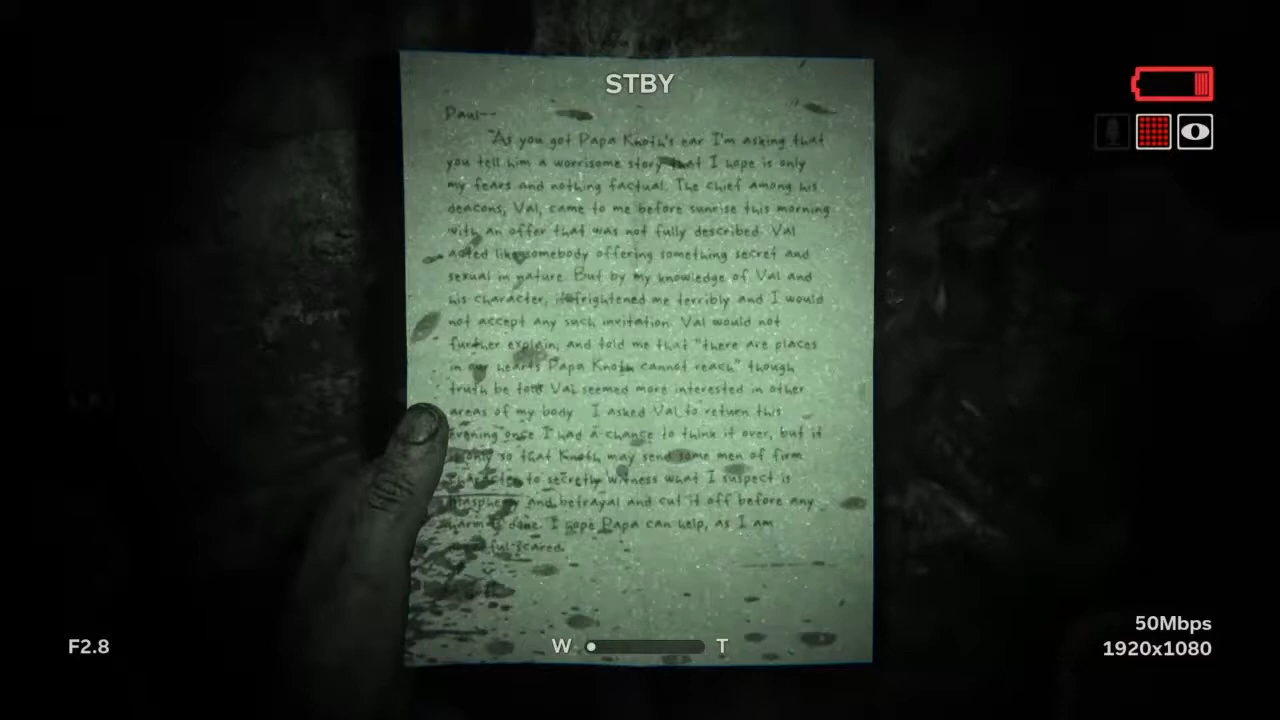 STBY
Paul--
"As you got Papa Knoth's ear I'm asking that
you tell him a worrisome story that I hope is only
my fears and nothing factual. The chief among his
deacons, Val, came to me before sunrise this morning
with an offer that was not fully described. Val
acted like somebody offering something secret and
sexual in nature. But by my knowledge of Val and
his character, it frightened me terribly and I would
not accept any such invitation. Val would not
further explain, and told me that "there are places
in our hearts Papa Knoth cannot reach" though
truth be told Val seemed more interested in other
areas of my body. I asked Val to return this
evening once I had a chance to think it over, but it
is only so that Knoth may send some men of firm
character to secretly witness what I suspect is
blasphemy and betrayal and cut it off before any
harm is done. I hope Papa can help, as I am
scared.
F2.8
W
T
50Mbps
1920x1080